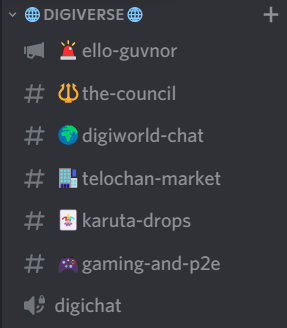 🌐DIGIVERSE🌐
🚨ello-guvnor
# 🔱the-council
# 🌍digiworld-chat
# 🏢telochan-market
# 🃏karuta-drops
# 🎮gaming-and-p2e
digichat